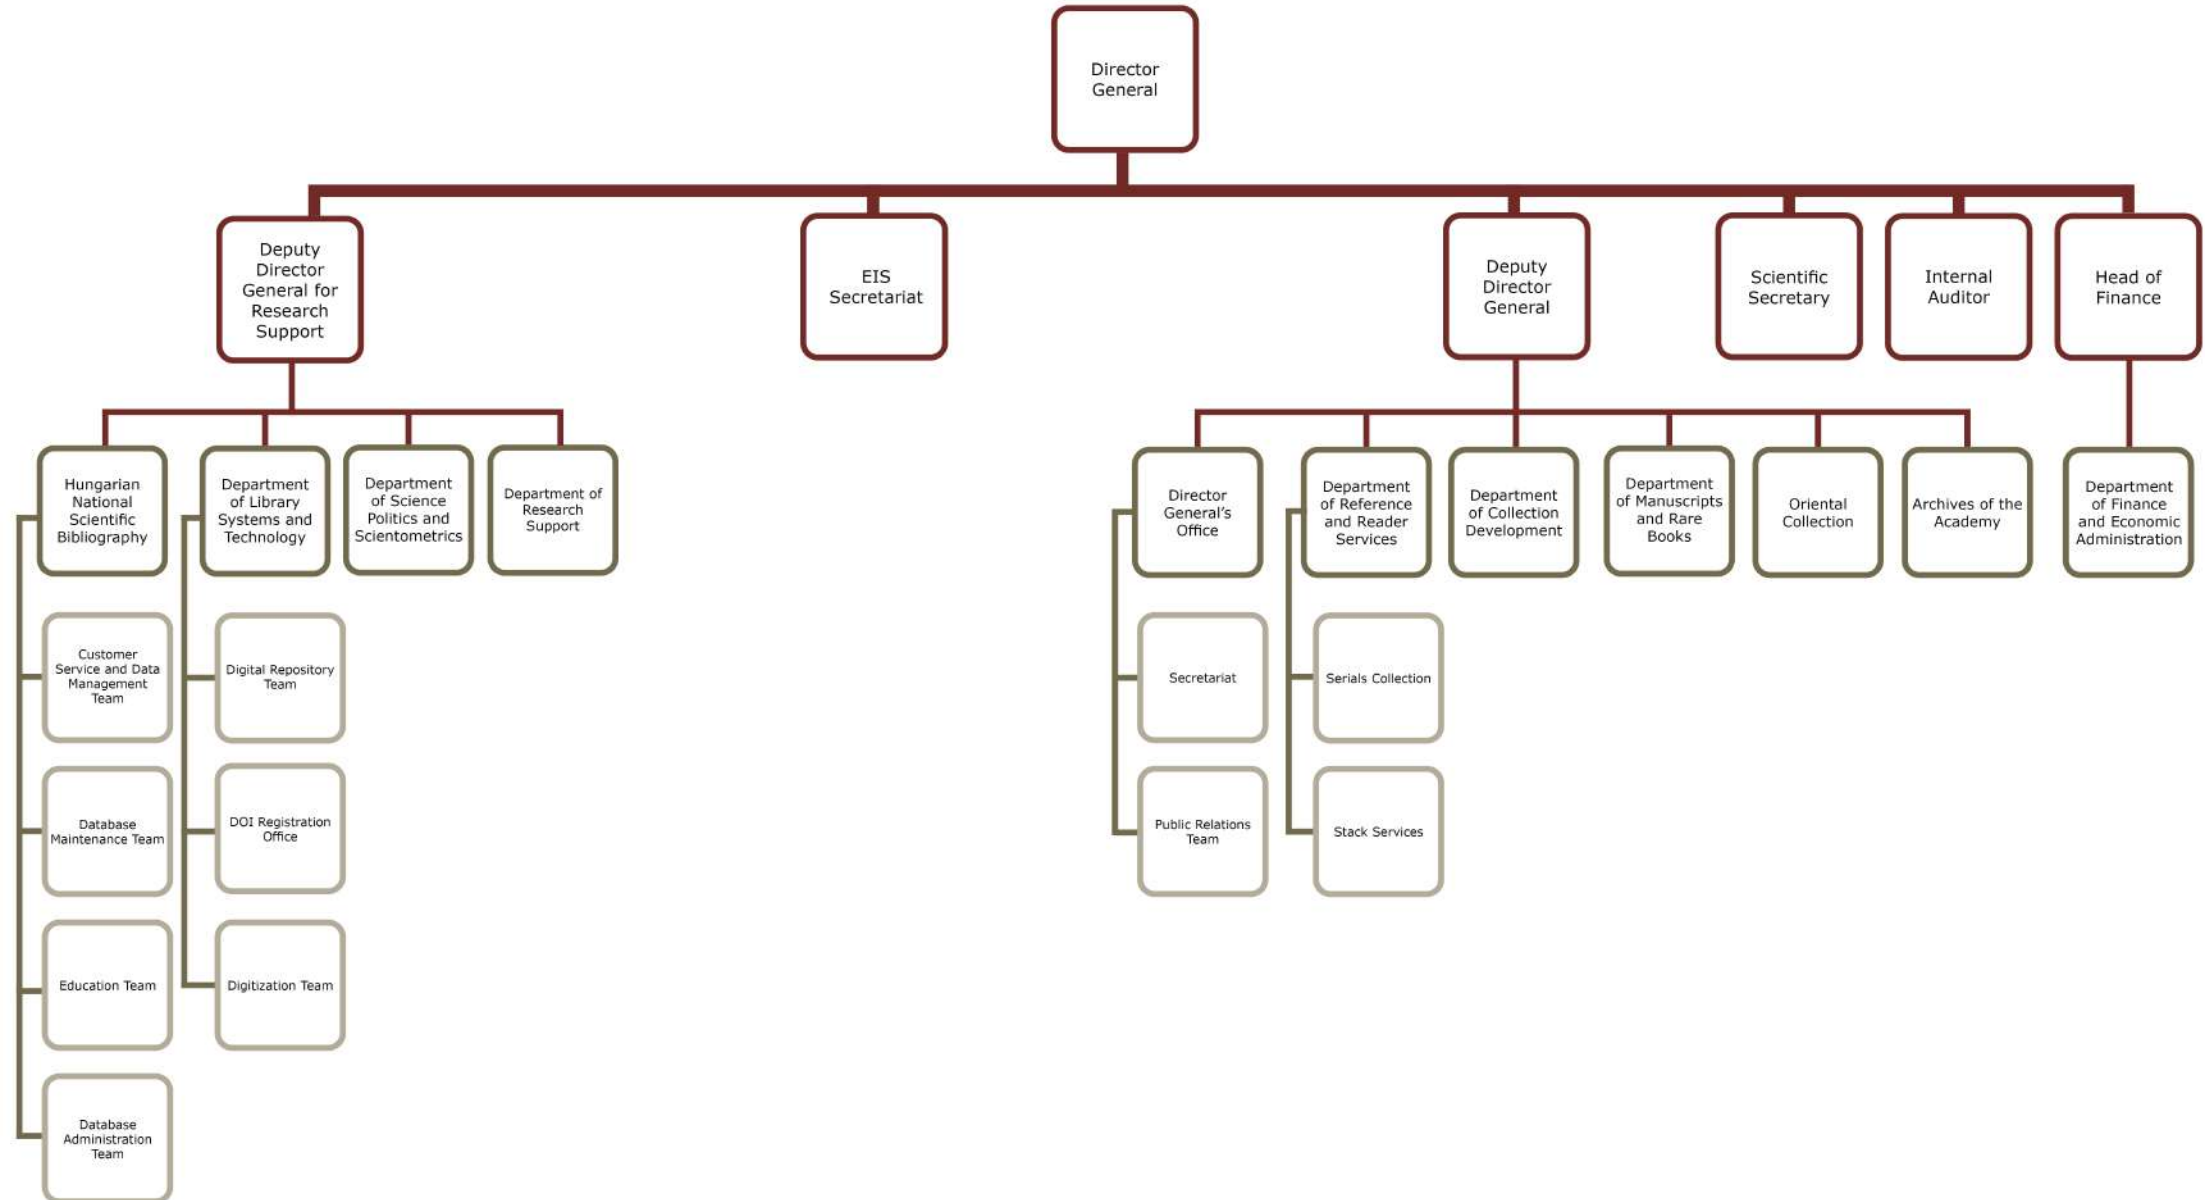 Director
General
Deputy
Director
General for
Research
Support
EIS
Secretariat
Deputy
Director
General
Scientific
Secretary
Internal
Auditor
Head of
Finance
Hungarian
National
Scientific
Bibliography
Department
of Library
Systems and
Technology
Department
of Science
Politics and
Scientometrics
Department of
Research
Support
Director
General’s
Office
Department
of Reference
and Reader
Services
Department
of Collection
Development
Department
of Manuscripts
and Rare
Books
Oriental
Collection
Archives of the
Academy
Department
of Finance
and Economic
Administration
Customer
Service and Data
Management
Team
Digital Repository
Team
Secretariat
Serials Collection
Database
Maintenance Team
DOI Registration
Office
Public Relations
Team
Stack Services
Education Team
Digitization Team
Database
Administration
Team